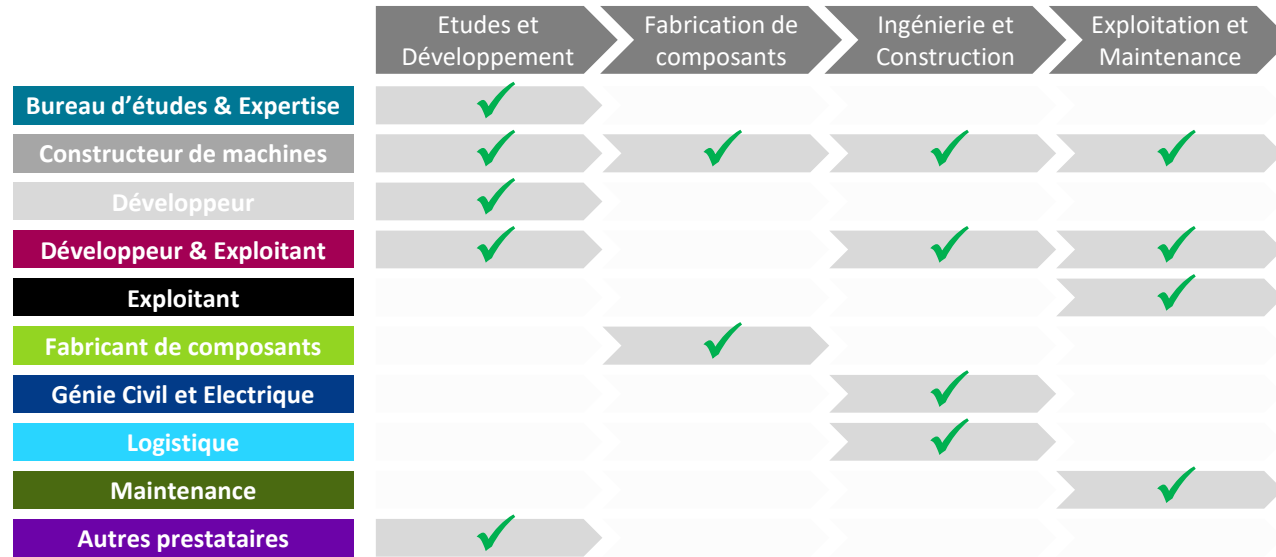 Etudes et
Développement
Fabrication de
composants
Ingénierie et
Construction
Exploitation et
Maintenance
Bureau d'études & Expertise
Constructeur de machines
Développeur
Développeur & Exploitant
Exploitant
Fabricant de composants
Génie Civil et Electrique
Logistique
Maintenance
Autres prestataires